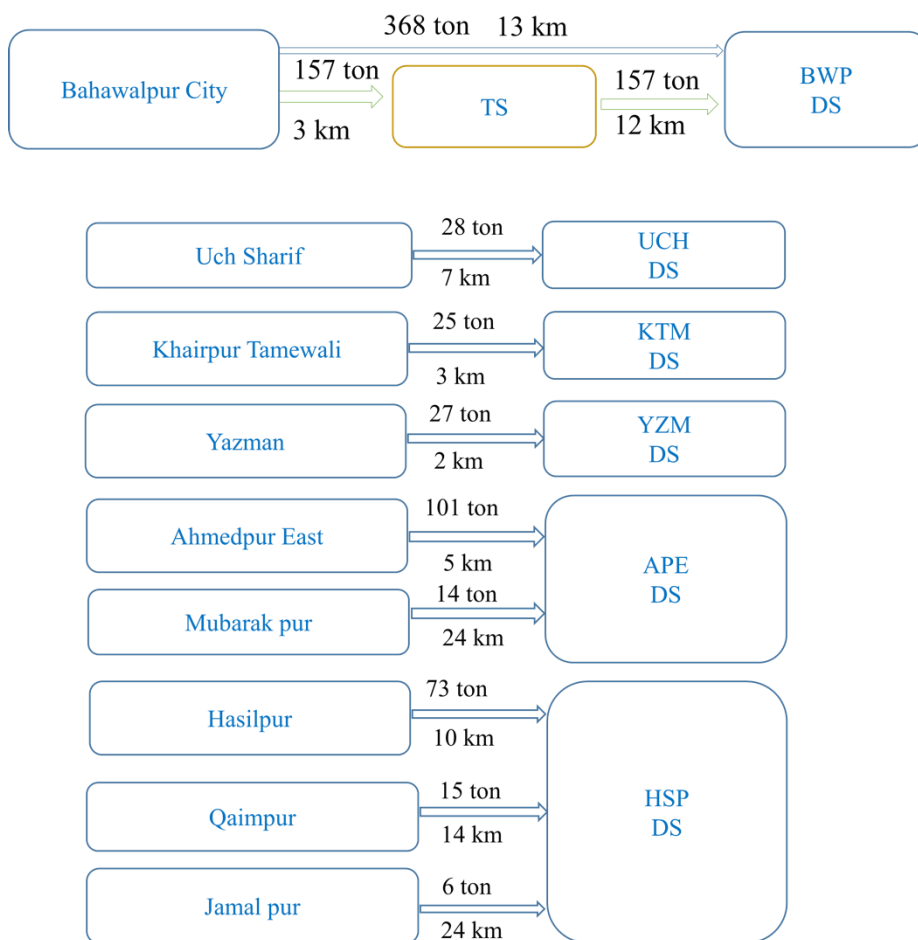 368 ton 13 km
Bahawalpur City
157 ton
3 km
TS
157 ton
12 km
BWP
DS
Uch Sharif
28 ton
7 km
UCH
DS
Khairpur Tamewali
25 ton
3 km
KTM
DS
Yazman
27 ton
2 km
YZM
DS
Ahmedpur East
101 ton
5 km
Mubarak pur
14 ton
24 km
APE
DS
Hasilpur
73 ton
10 km
Qaimpur
15 ton
14 km
Jamal pur
6 ton
24 km
HSP
DS